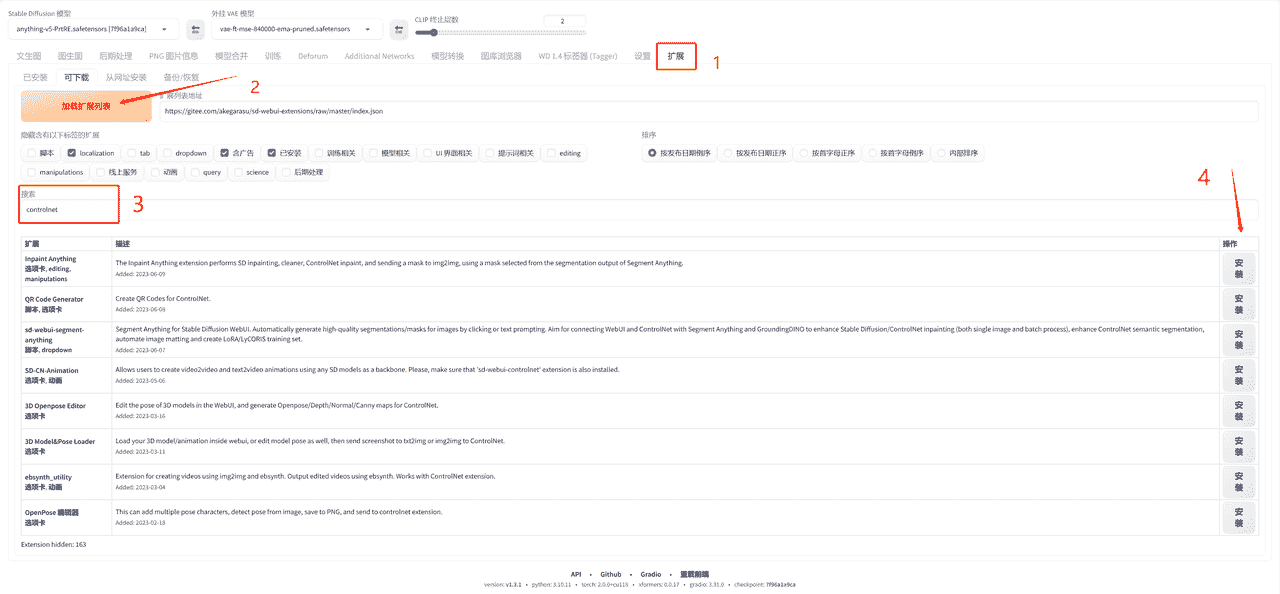 Stable Diffusion 模型
外挂 VAE 模型
CLIP 终止层数
2
anything-v5-PrtRE.safetensors [7f96a1a9ca]
vae-ft-mse-840000-ema-pruned.safetensors
文生图 图生图 后期处理 PNG 图片信息 模型合并 训练 Deforum Additional Networks 模型转换 图库浏览器 WD 1.4 标签器 (Tagger) 设置 扩展
1
已安装 可下载 从网址安装 备份/恢复
2
加载扩展列表
扩展列表地址
https://gitee.com/akegarasu/sd-webui-extensions/raw/master/index.json
隐藏含有以下标签的扩展
排序
脚本 localization tab dropdown 含广告 已安装 训练相关 模型相关 UI 界面相关 提示词相关 editing
按发布日期倒序 按发布日期正序 按首字母正序 按首字母倒序 内部排序
manipulations 线上服务 动画 query science 后期处理
搜索
controlnet
3
4
扩展 描述 操作
Inpaint Anything
选项卡, editing,
manipulations
The Inpaint Anything extension performs SD inpainting, cleaner, ControlNet inpaint, and sending a mask to img2img, using a mask selected from the segmentation output of Segment Anything.
Added: 2023-06-09
安装
QR Code Generator
脚本, 选项卡
Create QR Codes for ControlNet.
Added: 2023-06-08
安装
sd-webui-segment-
anything
脚本, dropdown
Segment Anything for Stable Diffusion WebUI. Automatically generate high-quality segmentations/masks for images by clicking or text prompting. Aim for connecting WebUI and ControlNet with Segment Anything and GroundingDINO to enhance Stable Diffusion/ControlNet inpainting (both single image and batch process), enhance ControlNet semantic segmentation,
automate image matting and create LoRA/LyCORIS training set.
Added: 2023-06-07
安装
SD-CN-Animation
选项卡, 动画
Allows users to create video2video and text2video animations using any SD models as a backbone. Please, make sure that 'sd-webui-controlnet' extension is also installed.
Added: 2023-05-06
安装
3D Openpose Editor
选项卡
Edit the pose of 3D models in the WebUI, and generate Openpose/Depth/Normal/Canny maps for ControlNet.
Added: 2023-03-16
安装
3D Model&Pose Loader
选项卡
Load your 3D model/animation inside webui, or edit model pose as well, then send screenshot to txt2img or img2img to ControlNet.
Added: 2023-03-11
安装
ebsynth_utility
选项卡, 动画
Extension for creating videos using img2img and ebsynth. Output edited videos using ebsynth. Works with ControlNet extension.
Added: 2023-03-04
安装
OpenPose 编辑器
选项卡
This can add multiple pose characters, detect pose from image, save to PNG, and send to controlnet extension.
Added: 2023-02-18
安装
Extension hidden: 163
API • Github • Gradio • 重载前端
version: v1.3.1 • python: 3.10.11 • torch: 2.0.0+cu118 • xformers: 0.0.17 • gradio: 3.31.0 • checkpoint: 7f96a1a9ca